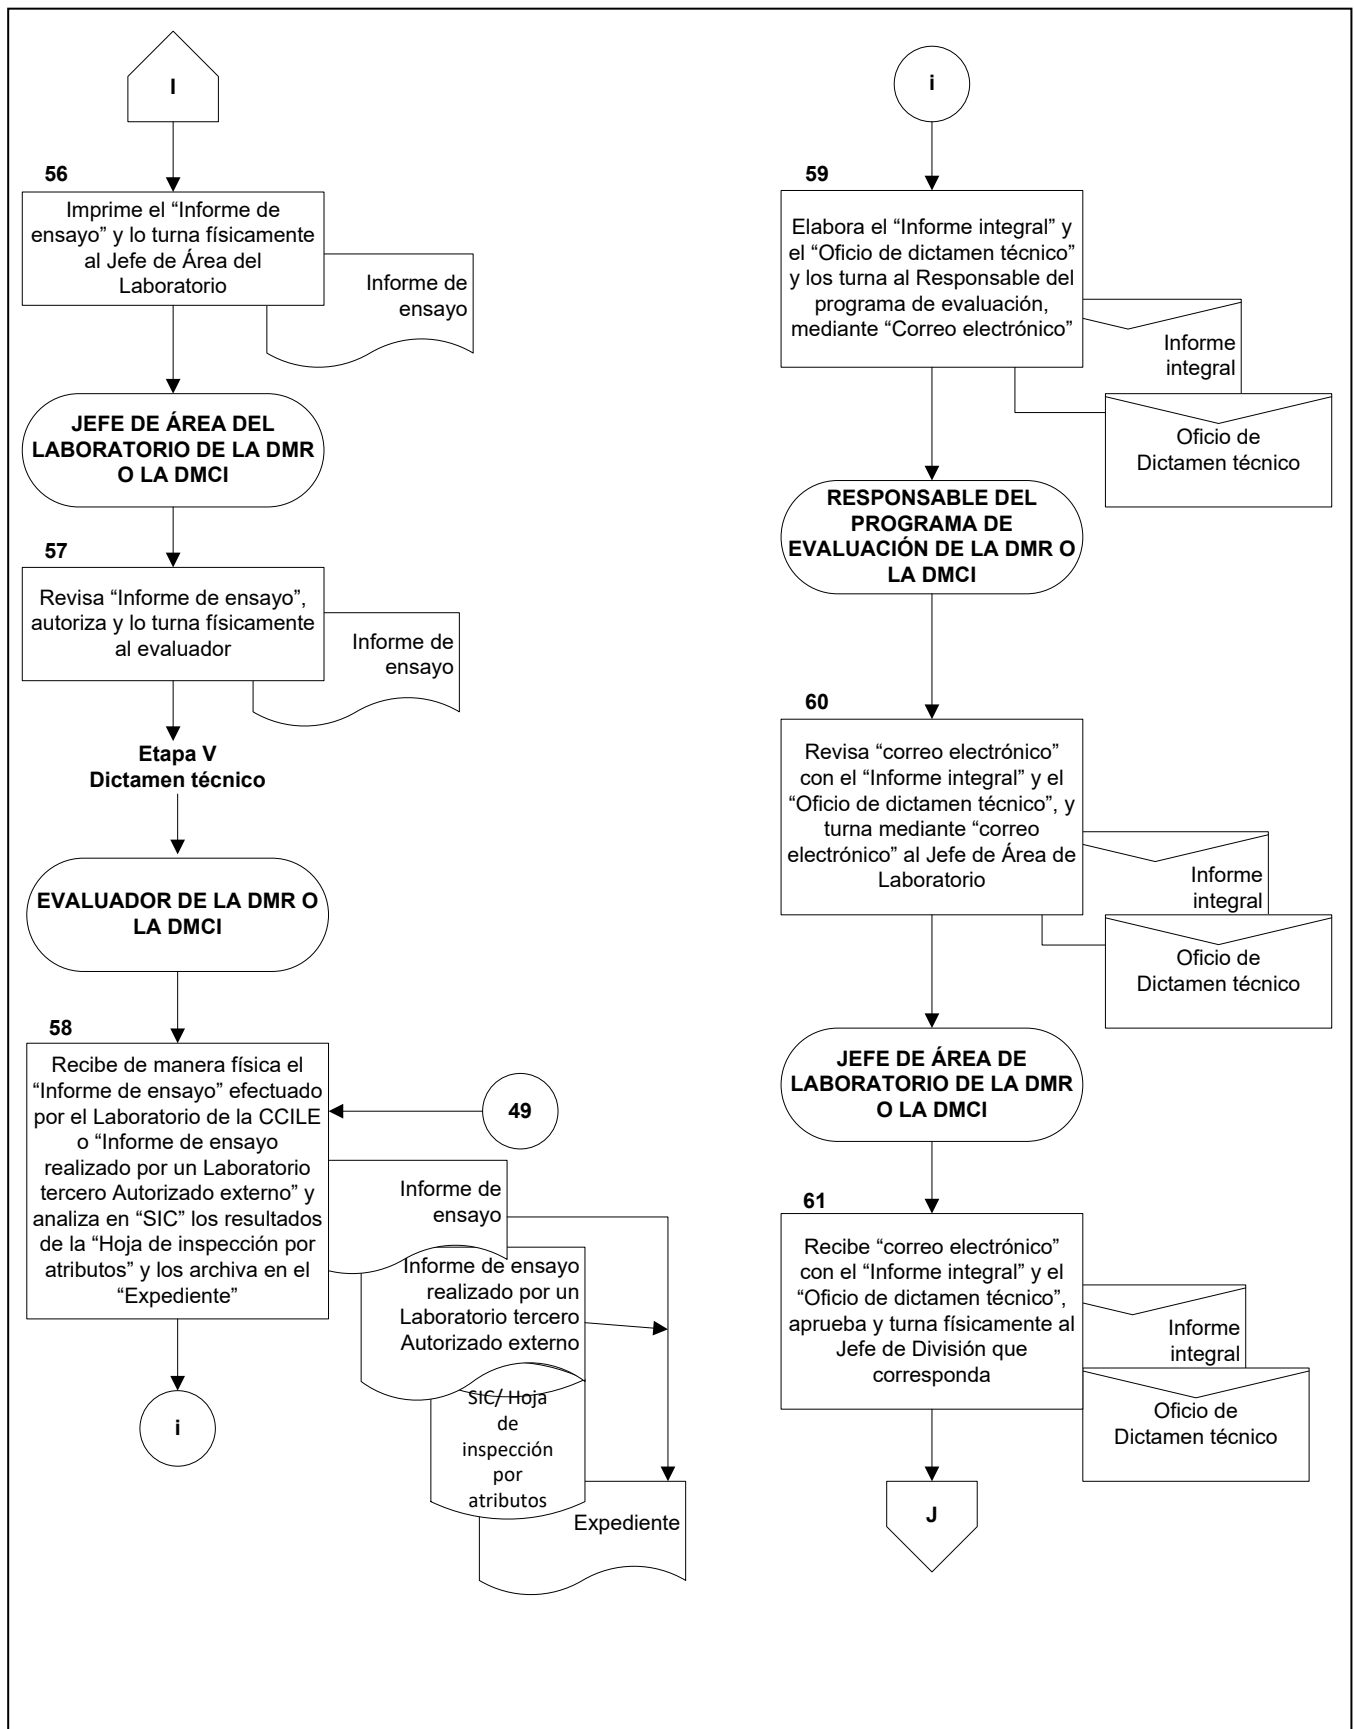 I
56
Imprime el “Informe de
ensayo” y lo turna físicamente
al Jefe de Área del
Laboratorio
Informe de
ensayo
JEFE DE ÁREA DEL
LABORATORIO DE LA DMR
O LA DMCI
57
Revisa “Informe de ensayo”,
autoriza y lo turna físicamente
al evaluador
Informe de
ensayo
Etapa V
Dictamen técnico
EVALUADOR DE LA DMR O
LA DMCI
58
Recibe de manera física el
“Informe de ensayo” efectuado
por el Laboratorio de la CCILE
o “Informe de ensayo
realizado por un Laboratorio
tercero Autorizado externo” y
analiza en “SIC” los resultados
de la “Hoja de inspección por
atributos” y los archiva en el
“Expediente”
49
Informe de
ensayo
Informe de ensayo
realizado por un
Laboratorio tercero
Autorizado externo
SIC/ Hoja
de
inspección
por
atributos
Expediente
i
i
59
Elabora el “Informe integral” y
el “Oficio de dictamen técnico”
y los turna al Responsable del
programa de evaluación,
mediante “Correo electrónico”
Informe
integral
Oficio de
Dictamen técnico
RESPONSABLE DEL
PROGRAMA DE
EVALUACIÓN DE LA DMR O
LA DMCI
60
Revisa “correo electrónico”
con el “Informe integral” y el
“Oficio de dictamen técnico”, y
turna mediante “correo
electrónico” al Jefe de Área de
Laboratorio
Informe
integral
Oficio de
Dictamen técnico
JEFE DE ÁREA DE
LABORATORIO DE LA DMR
O LA DMCI
61
Recibe “correo electrónico”
con el “Informe integral” y el
“Oficio de dictamen técnico”,
aprueba y turna físicamente al
Jefe de División que
corresponda
Informe
integral
Oficio de
Dictamen técnico
J